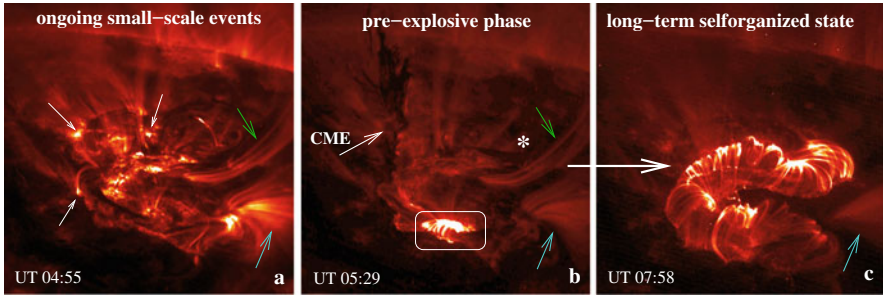 ongoing small−scale events
UT 04:55
a
pre−explosive phase
CME
*
UT 05:29
b
long−term selforganized state
UT 07:58
c